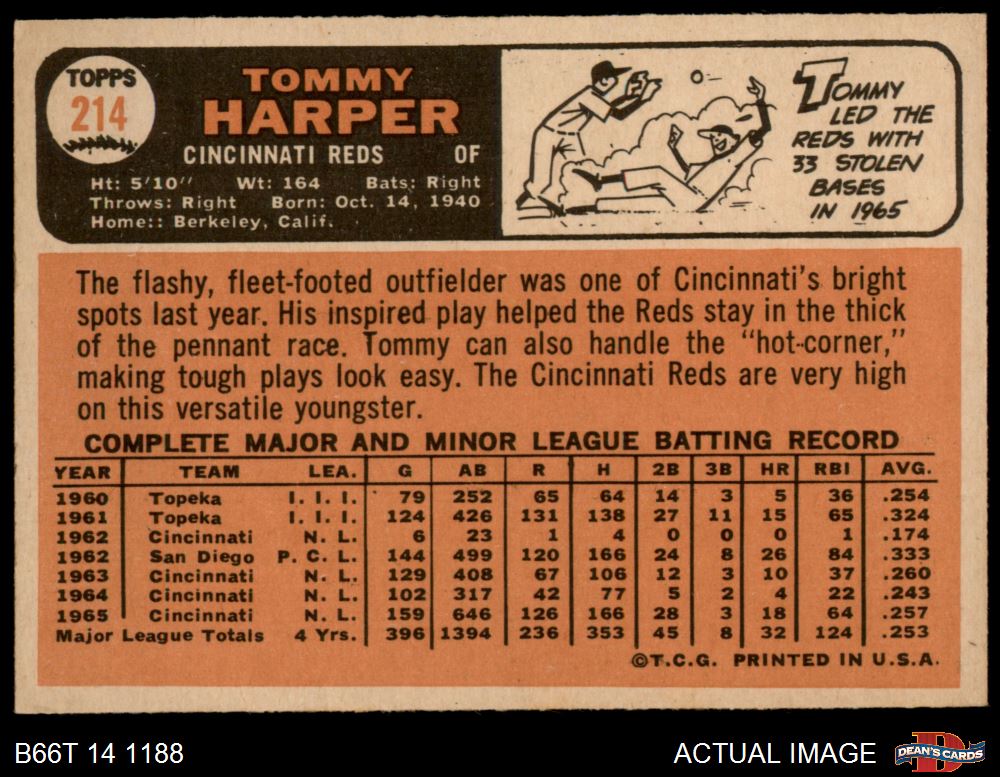 TOPPS
214
TOMMY
HARPER
CINCINNATI REDS OF
Ht: 5'10" Wt: 164 Bats: Right
Throws: Right Born: Oct. 14, 1940
Home:: Berkeley, Calif.
TOMMY
LED THE
REDS WITH
33 STOLEN
BASES
IN 1965
The flashy, fleet-footed outfielder was one of Cincinnati's bright
spots last year. His inspired play helped the Reds stay in the thick
of the pennant race. Tommy can also handle the "hot-corner,"
making tough plays look easy. The Cincinnati Reds are very high
on this versatile youngster.
COMPLETE MAJOR AND MINOR LEAGUE BATTING RECORD
YEAR TEAM LEA. G AB R H 2B 3B HR RBI AVG.
1960 Topeka I. I. I. 79 252 65 64 14 3 5 36 .254
1961 Topeka I. I. I. 124 426 131 138 27 11 15 65 .324
1962 Cincinnati N. L. 6 23 1 4 0 0 0 1 .174
1962 San Diego P. C. L. 144 499 120 166 24 8 26 84 .333
1963 Cincinnati N. L. 129 408 67 106 12 3 10 37 .260
1964 Cincinnati N. L. 102 317 42 77 5 2 4 22 .243
1965 Cincinnati N. L. 159 646 126 166 28 3 18 64 .257
Major League Totals 4 Yrs. 396 1394 236 353 45 8 32 124 .253
©T.C.G. PRINTED IN U.S.A.
B66T 14 1188
ACTUAL IMAGE
D
DEAN'S CARDS